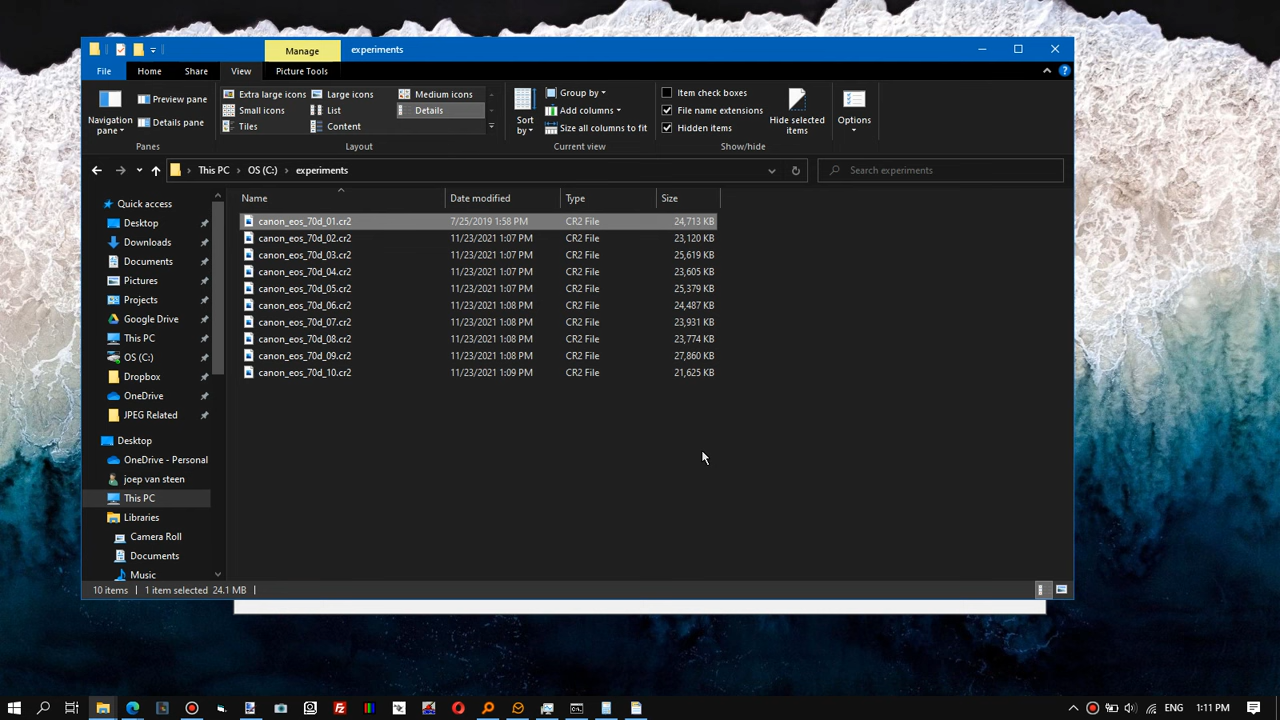 Manage experiments
File Home Share View Picture Tools
Navigation pane
Preview pane
Details pane
Panes
Extra large icons Large icons Medium icons
Small icons List Details
Tiles Content
Layout
Sort by
Group by
Add columns
Size all columns to fit
Current view
Item check boxes
File name extensions
Hidden items
Hide selected items
Show/hide
Options
This PC OS (C:) experiments
Search experiments
Quick access
Desktop
Downloads
Documents
Pictures
Projects
Google Drive
This PC
OS (C:)
Dropbox
OneDrive
JPEG Related
Desktop
OneDrive - Personal
joep van steen
This PC
Libraries
Camera Roll
Documents
Music
Name Date modified Type Size
canon_eos_70d_01.cr2 7/25/2019 1:58 PM CR2 File 24,713 KB
canon_eos_70d_02.cr2 11/23/2021 1:07 PM CR2 File 23,120 KB
canon_eos_70d_03.cr2 11/23/2021 1:07 PM CR2 File 25,619 KB
canon_eos_70d_04.cr2 11/23/2021 1:07 PM CR2 File 23,605 KB
canon_eos_70d_05.cr2 11/23/2021 1:07 PM CR2 File 25,379 KB
canon_eos_70d_06.cr2 11/23/2021 1:08 PM CR2 File 24,487 KB
canon_eos_70d_07.cr2 11/23/2021 1:08 PM CR2 File 23,931 KB
canon_eos_70d_08.cr2 11/23/2021 1:08 PM CR2 File 23,774 KB
canon_eos_70d_09.cr2 11/23/2021 1:08 PM CR2 File 27,860 KB
canon_eos_70d_10.cr2 11/23/2021 1:09 PM CR2 File 21,625 KB
10 items 1 item selected 24.1 MB
ENG 1:11 PM